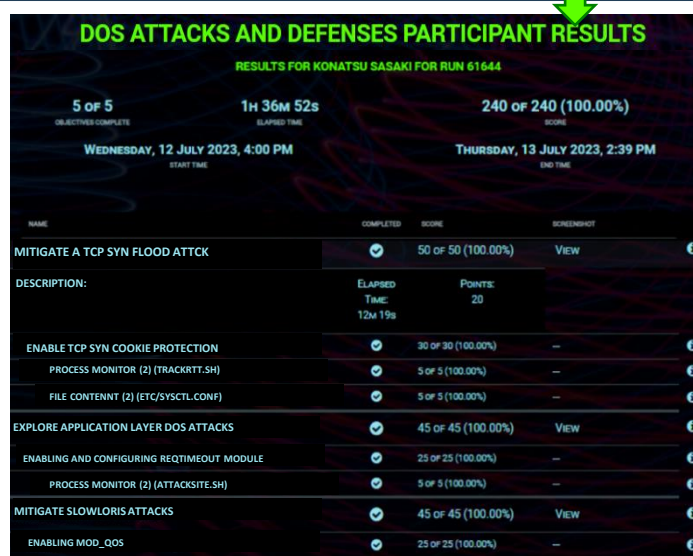 DOS ATTACKS AND DEFENSES PARTICIPANT RESULTS
RESULTS FOR KONATSU SASAKI FOR RUN 61644
5 OF 5 1H 36M 52S 240 OF 240 (100.00%)
OBJECTIVES COMPLETE ELAPSED TIME SCORE
WEDNESDAY, 12 JULY 2023, 4:00 PM THURSDAY, 13 JULY 2023, 2:39 PM
START TIME END TIME
NAME COMPLETED SCORE SCREENSHOT
MITIGATE A TCP SYN FLOOD ATTCK 50 OF 50 (100.00%) VIEW
DESCRIPTION: ELAPSED TIME: 12M 19S POINTS: 20
ENABLE TCP SYN COOKIE PROTECTION 30 OF 30 (100.00%) —
PROCESS MONITOR (2) (TRACKRTT.SH) 5 OF 5 (100.00%) —
FILE CONTENNT (2) (ETC/SYSCTL.CONF) 5 OF 5 (100.00%) —
EXPLORE APPLICATION LAYER DOS ATTACKS 45 OF 45 (100.00%) VIEW
ENABLING AND CONFIGURING REQTIMEOUT MODULE 25 OF 25 (100.00%) —
PROCESS MONITOR (2) (ATTACKSITE.SH) 5 OF 5 (100.00%) —
MITIGATE SLOWLORIS ATTACKS 45 OF 45 (100.00%) VIEW
ENABLING MOD_QOS 25 OF 25 (100.00%) —